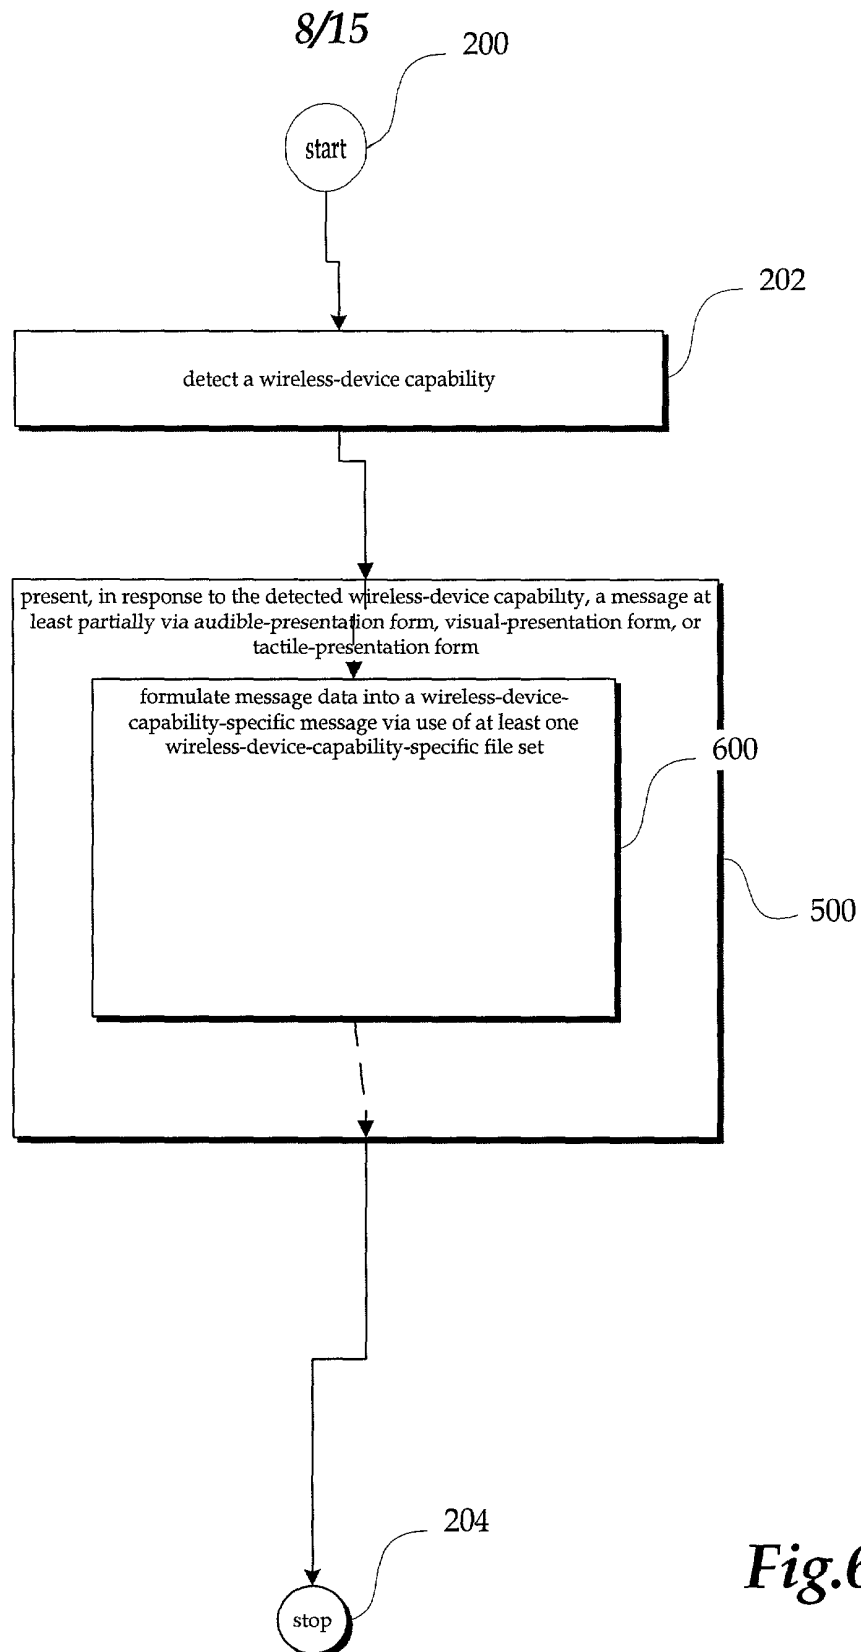 8/15
200
start
202
detect a wireless-device capability
present, in response to the detected wireless-device capability, a message at
least partially via audible-presentation form, visual-presentation form, or
tactile-presentation form
formulate message data into a wireless-device-
capability-specific message via use of at least one
wireless-device-capability-specific file set
600
500
204
stop
Fig.6